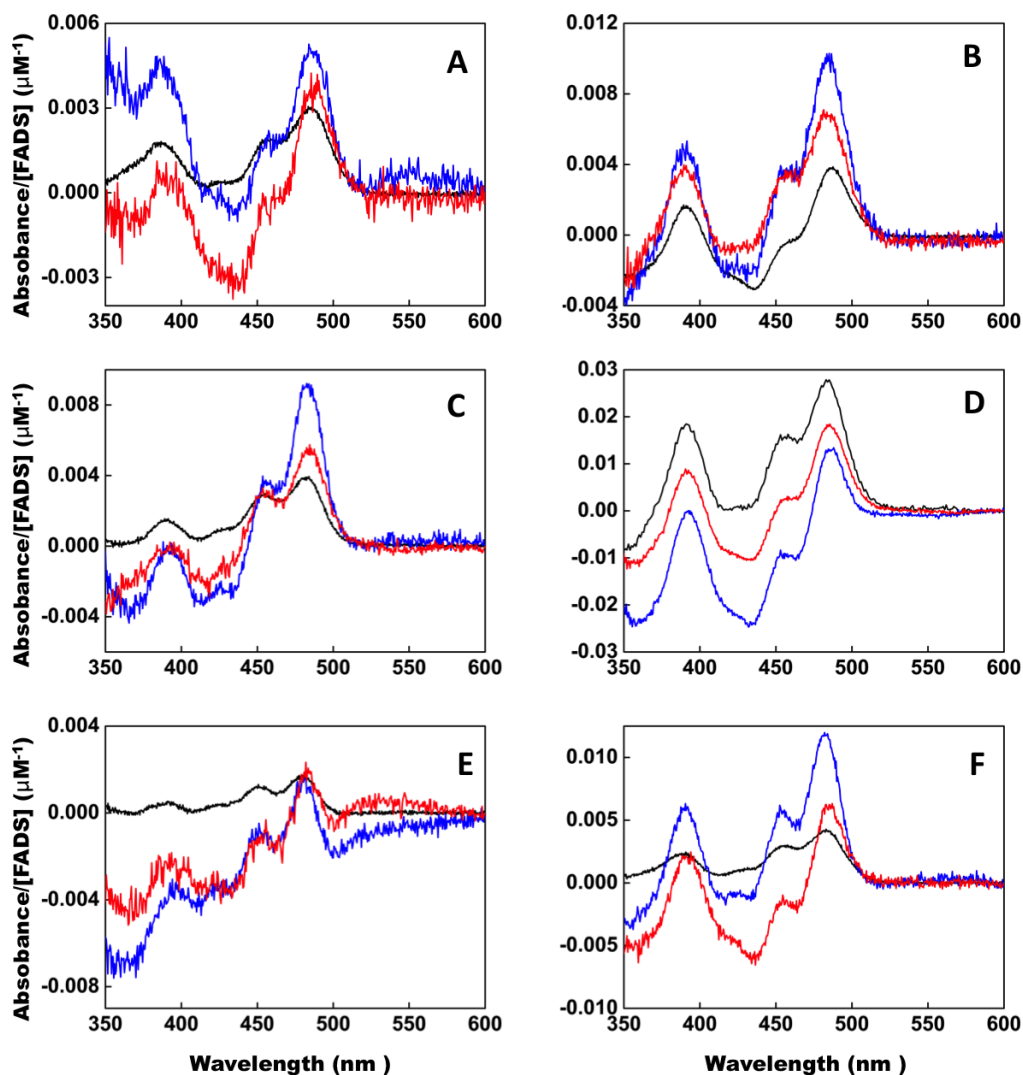 0.006
0.003
0.000
-0.003
350 400 450 500 550 600
A
Absobance/[FADS] (μM-1)
0.012
0.008
0.004
0.000
-0.004
350 400 450 500 550 600
B
0.008
0.004
0.000
-0.004
350 400 450 500 550 600
C
Absobance/[FADS] (μM-1)
0.03
0.02
0.01
0.00
-0.01
-0.02
-0.03
350 400 450 500 550 600
D
0.004
0.000
-0.004
-0.008
350 400 450 500 550 600
E
Absobance/[FADS] (μM-1)
Wavelength (nm )
0.010
0.005
0.000
-0.005
-0.010
350 400 450 500 550 600
F
Wavelength (nm )